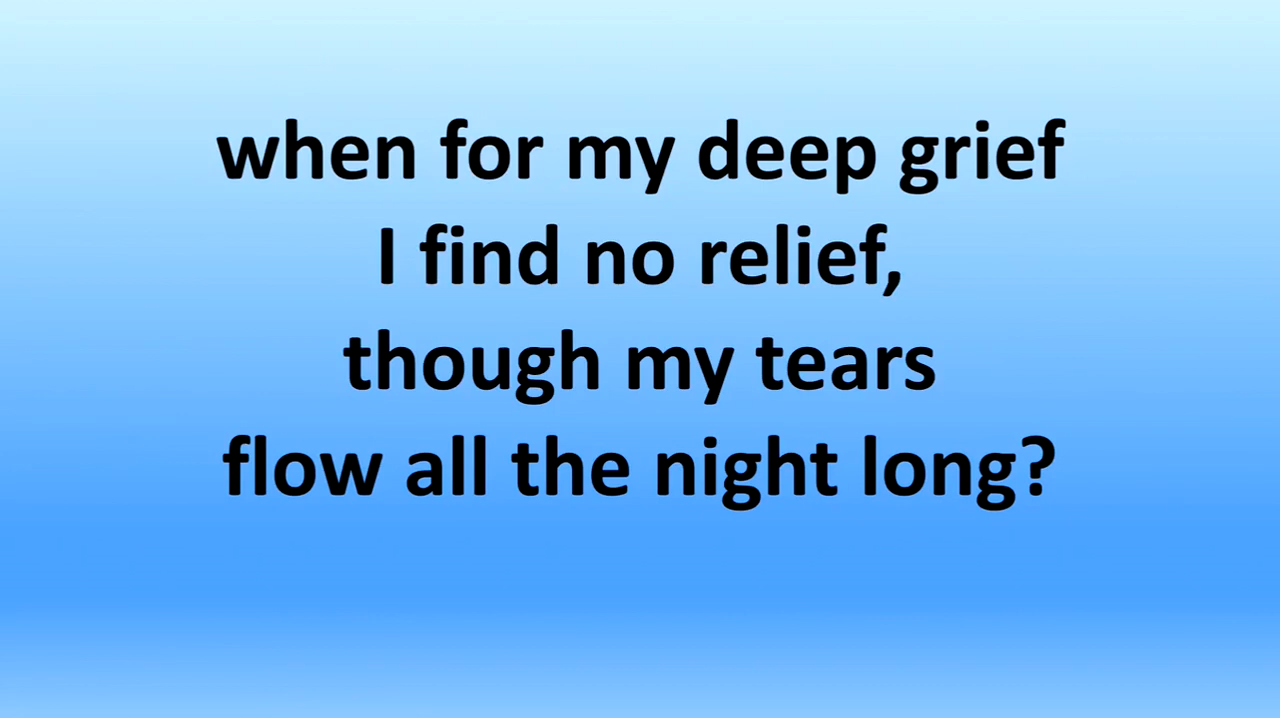 when for my deep grief
I find no relief,
though my tears
flow all the night long?